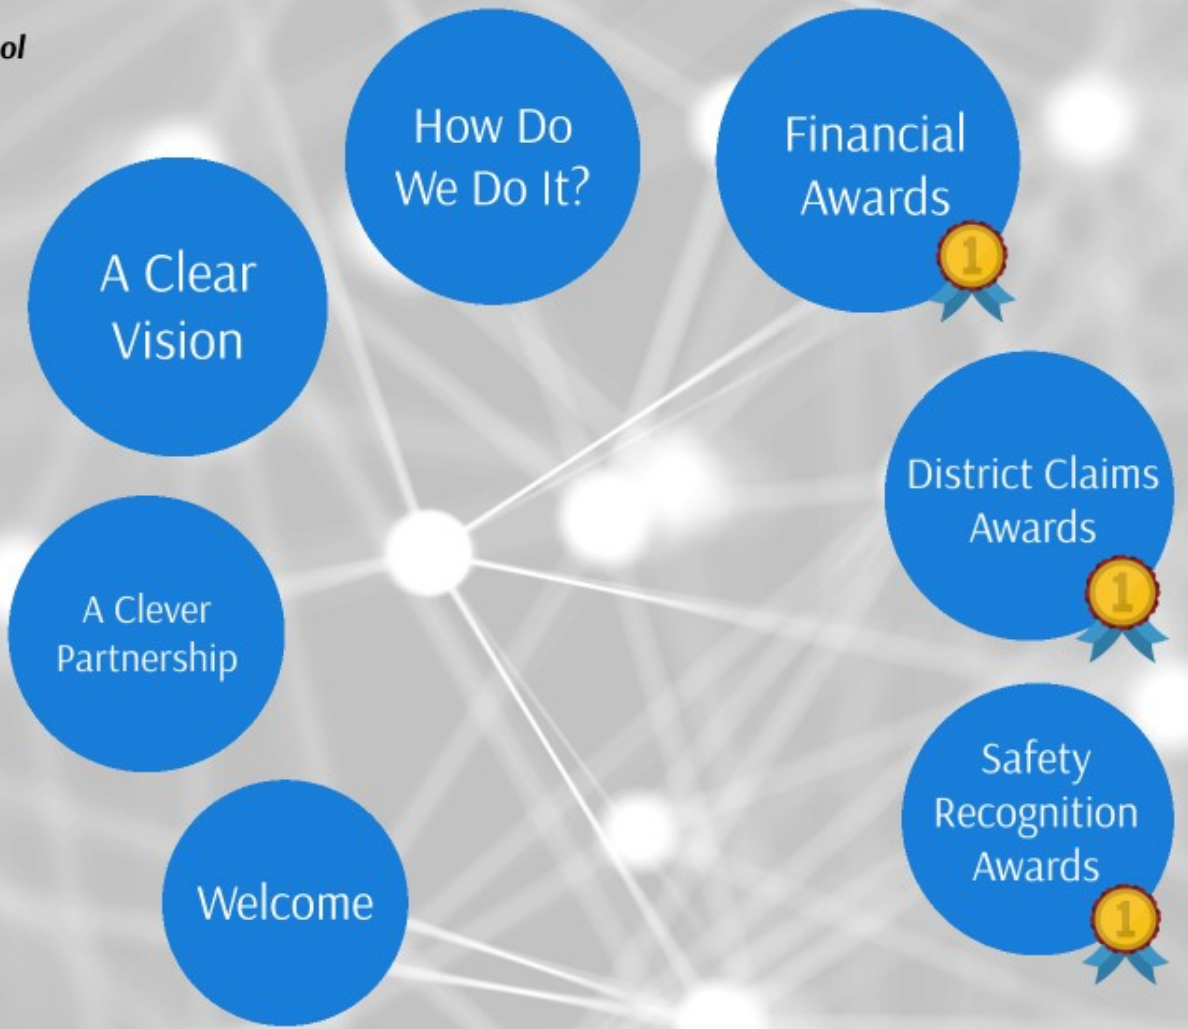 ol
How Do
We Do It?
Financial
Awards
1
A Clear
Vision
District Claims
Awards
1
A Clever
Partnership
Safety
Recognition
Awards
1
Welcome